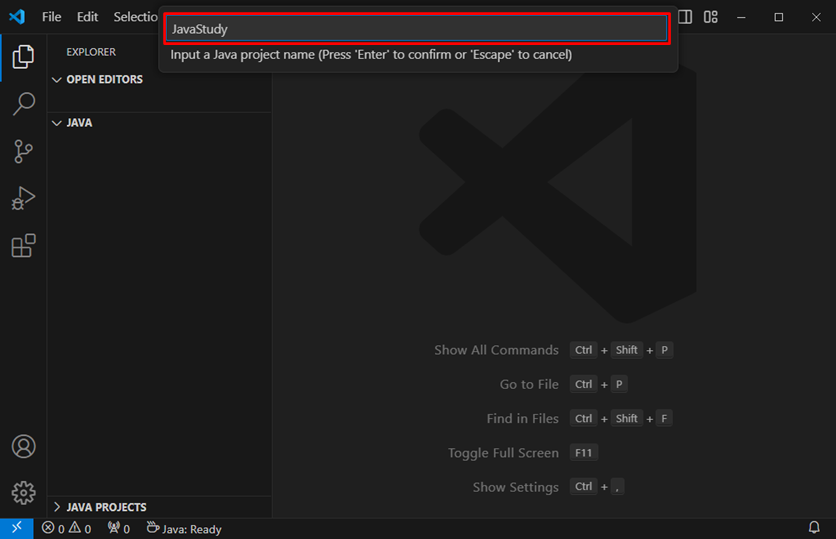 File Edit Selectio
JavaStudy
Input a Java project name (Press 'Enter' to confirm or 'Escape' to cancel)
EXPLORER
OPEN EDITORS
JAVA
Show All Commands Ctrl + Shift + P
Go to File Ctrl + P
Find in Files Ctrl + Shift + F
Toggle Full Screen F11
Show Settings Ctrl + ,
JAVA PROJECTS
0 0 0 Java: Ready